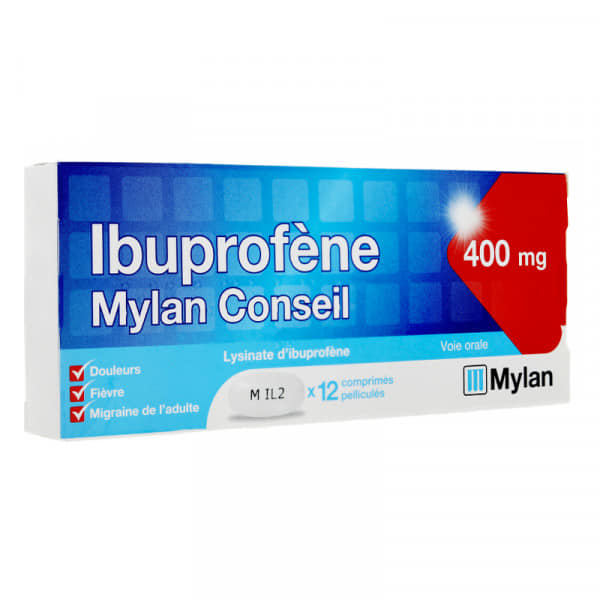 Ibuprofène
Mylan Conseil
400 mg
Lysinate d'ibuprofène
Voie orale
Douleurs
Fièvre
Migraine de l'adulte
M IL2
x 12 comprimés pelliculés
Mylan